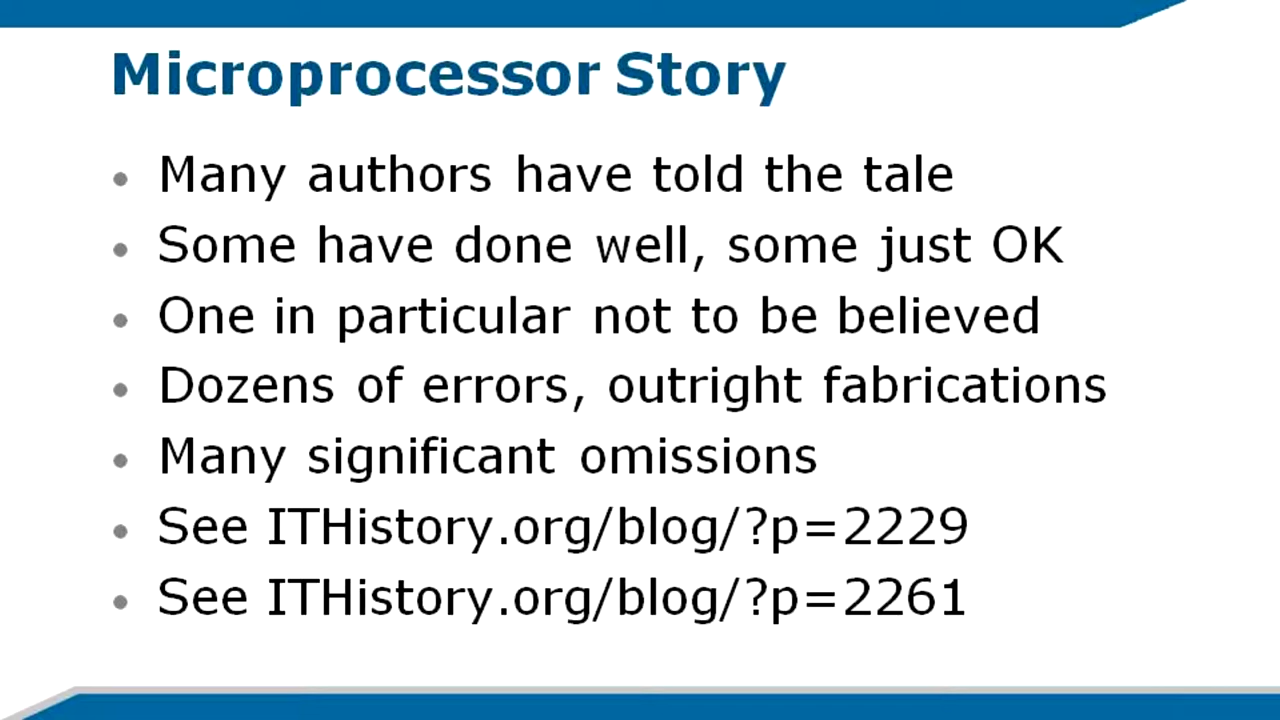 Microprocessor Story
• Many authors have told the tale
• Some have done well, some just OK
• One in particular not to be believed
• Dozens of errors, outright fabrications
• Many significant omissions
• See ITHistory.org/blog/?p=2229
• See ITHistory.org/blog/?p=2261